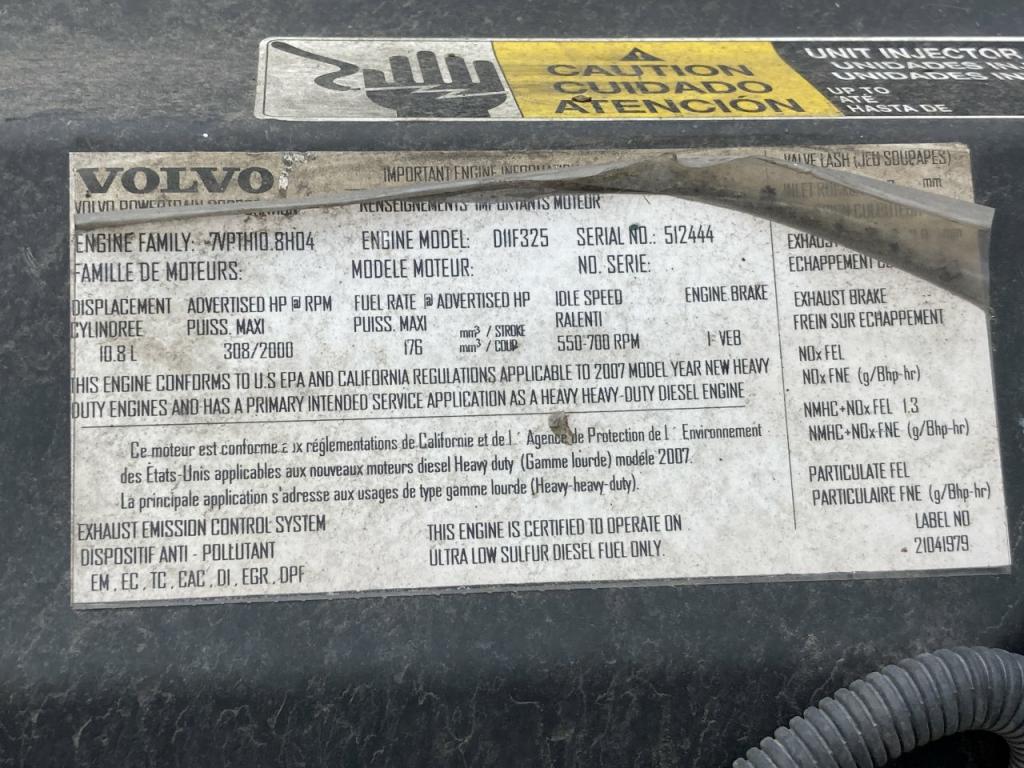 CAUTION
CUIDADO
ATENCIÓN
UNIT INJECTOR
UNIDADES
UNIDADES
UP TO
ATÉ
HASTA DE
VOLVO
IMPORTANT ENGINE
VALVE LASH (JEU SOUPAPES)
VOLVO POWERTRAIN
mm
RENSEIGNEMENTS IMPORTANTS MOTEUR
ENGINE FAMILY: 7VPTH10.8H04 ENGINE MODEL: D11F325 SERIAL NO.: 512444
FAMILLE DE MOTEURS: MODELE MOTEUR: NO. SERIE:
DISPLACEMENT ADVERTISED HP @ RPM FUEL RATE @ ADVERTISED HP IDLE SPEED ENGINE BRAKE
CYLINDREE PUISS. MAXI PUISS. MAXI mm³ / STROKE RALENTI
10.8 L 308/2000 176 mm³ / COUP 550-700 RPM 1: VEB
THIS ENGINE CONFORMS TO U.S EPA AND CALIFORNIA REGULATIONS APPLICABLE TO 2007 MODEL YEAR NEW HEAVY
DUTY ENGINES AND HAS A PRIMARY INTENDED SERVICE APPLICATION AS A HEAVY HEAVY-DUTY DIESEL ENGINE
Ce moteur est conforme réglementations de Californie et de L' Agence de Protection de L' Environnement
des États-Unis applicables aux nouveaux moteurs diesel Heavy duty (Gamme lourde) modéle 2007.
La principale application s'adresse aux usages de type gamme lourde (Heavy-heavy-duty).
EXHAUST EMISSION CONTROL SYSTEM
DISPOSITIF ANTI - POLLUTANT
EM , EC , TC , CAC , DI , EGR , DPF
THIS ENGINE IS CERTIFIED TO OPERATE ON
ULTRA LOW SULFUR DIESEL FUEL ONLY.
EXHAUST
ECHAPPEMENT
EXHAUST BRAKE
FREIN SUR ECHAPPEMENT
NOx FEL
NOx FNE (g/Bhp-hr)
NMHC+NOx FEL 1.3
NMHC+NOx FNE (g/Bhp-hr)
PARTICULATE FEL
PARTICULAIRE FNE (g/Bhp-hr)
LABEL NO
21041979